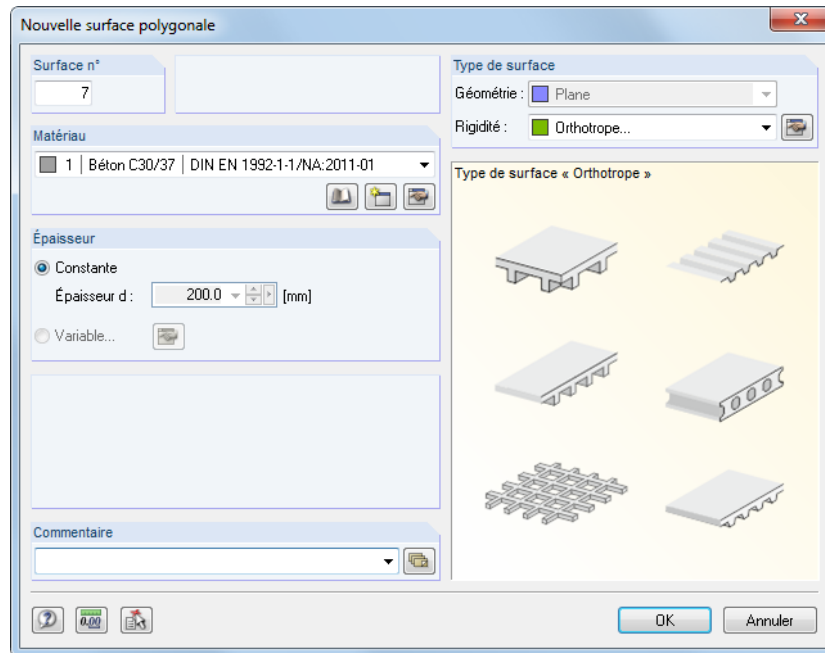 Nouvelle surface polygonale
Surface n°
7
Matériau
1 | Béton C30/37 | DIN EN 1992-1-1/NA:2011-01
Épaisseur
Constante
Épaisseur d : 200.0 [mm]
Variable...
Commentaire
Type de surface
Géométrie : Plane
Rigidité : Orthotrope...
Type de surface « Orthotrope »
0.00
OK Annuler